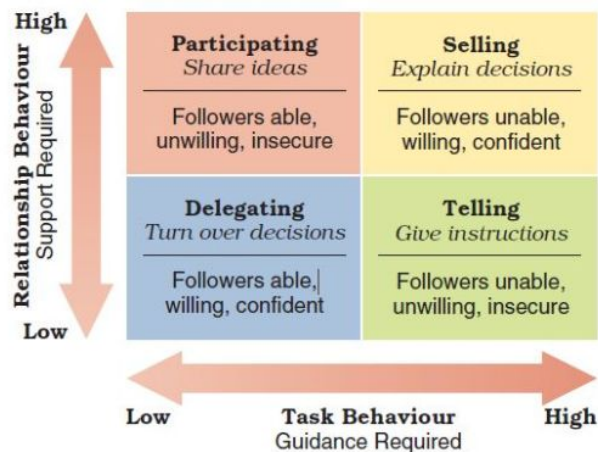 High
Relationship Behaviour
Support Required
Low
Participating
Share ideas
Followers able,
unwilling, insecure
Selling
Explain decisions
Followers unable,
willing, confident
Delegating
Turn over decisions
Followers able,
willing, confident
Telling
Give instructions
Followers unable,
unwilling, insecure
Low
Task Behaviour
High
Guidance Required